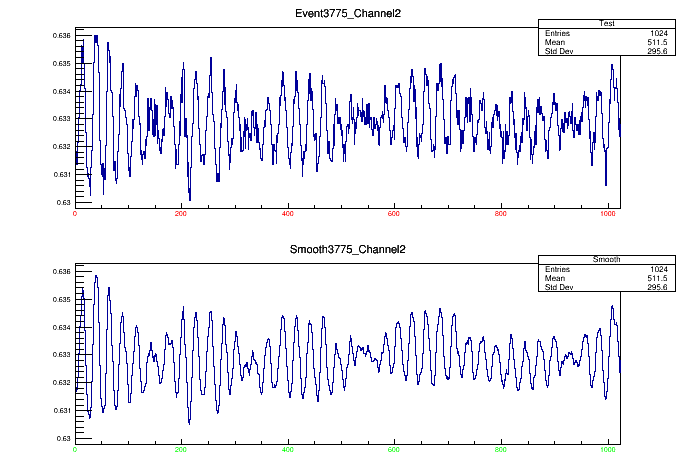 Event3775_Channel2
Test
Entries 1024
Mean 511.5
Std Dev 295.6
0.636
0.635
0.634
0.633
0.632
0.631
0.63
0 200 400 600 800 1000
Smooth3775_Channel2
Smooth
Entries 1024
Mean 511.5
Std Dev 295.6
0.636
0.635
0.634
0.633
0.632
0.631
0.63
0 200 400 600 800 1000